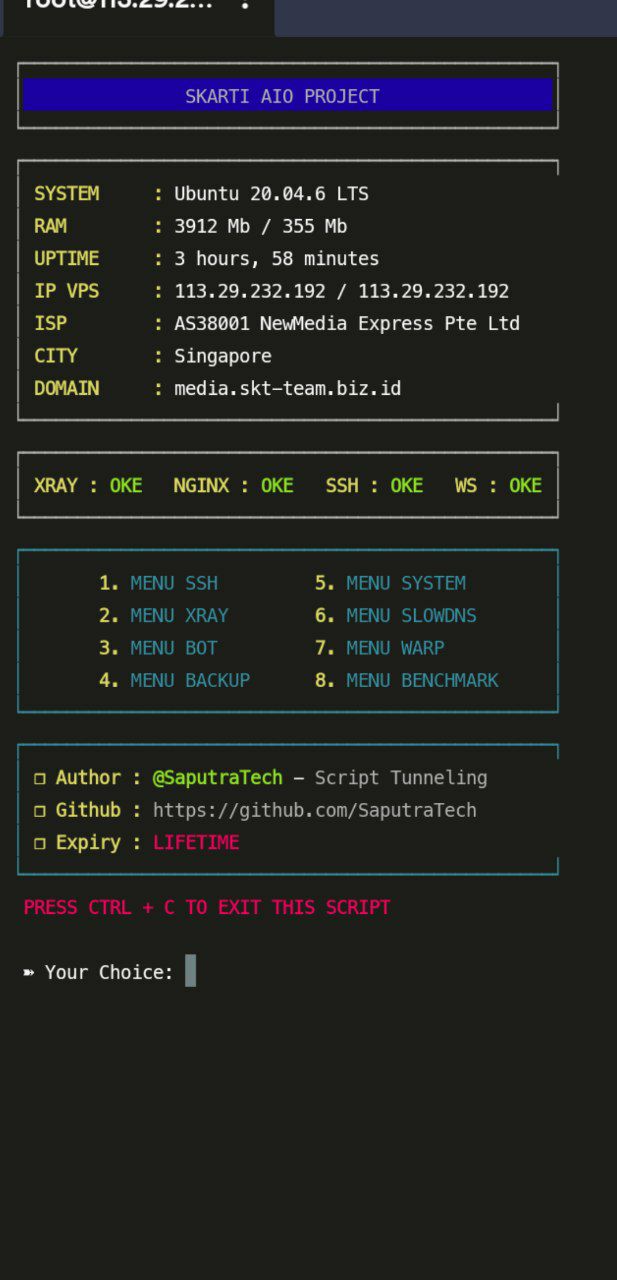 SKARTI AIO PROJECT
SYSTEM : Ubuntu 20.04.6 LTS
RAM : 3912 Mb / 355 Mb
UPTIME : 3 hours, 58 minutes
IP VPS : 113.29.232.192 / 113.29.232.192
ISP : AS38001 NewMedia Express Pte Ltd
CITY : Singapore
DOMAIN : media.skt-team.biz.id
XRAY : OKE NGINX : OKE SSH : OKE WS : OKE
1. MENU SSH 5. MENU SYSTEM
2. MENU XRAY 6. MENU SLOWDNS
3. MENU BOT 7. MENU WARP
4. MENU BACKUP 8. MENU BENCHMARK
❐ Author : @SaputraTech – Script Tunneling
❐ Github : https://github.com/SaputraTech
❐ Expiry : LIFETIME
PRESS CTRL + C TO EXIT THIS SCRIPT
➽ Your Choice: